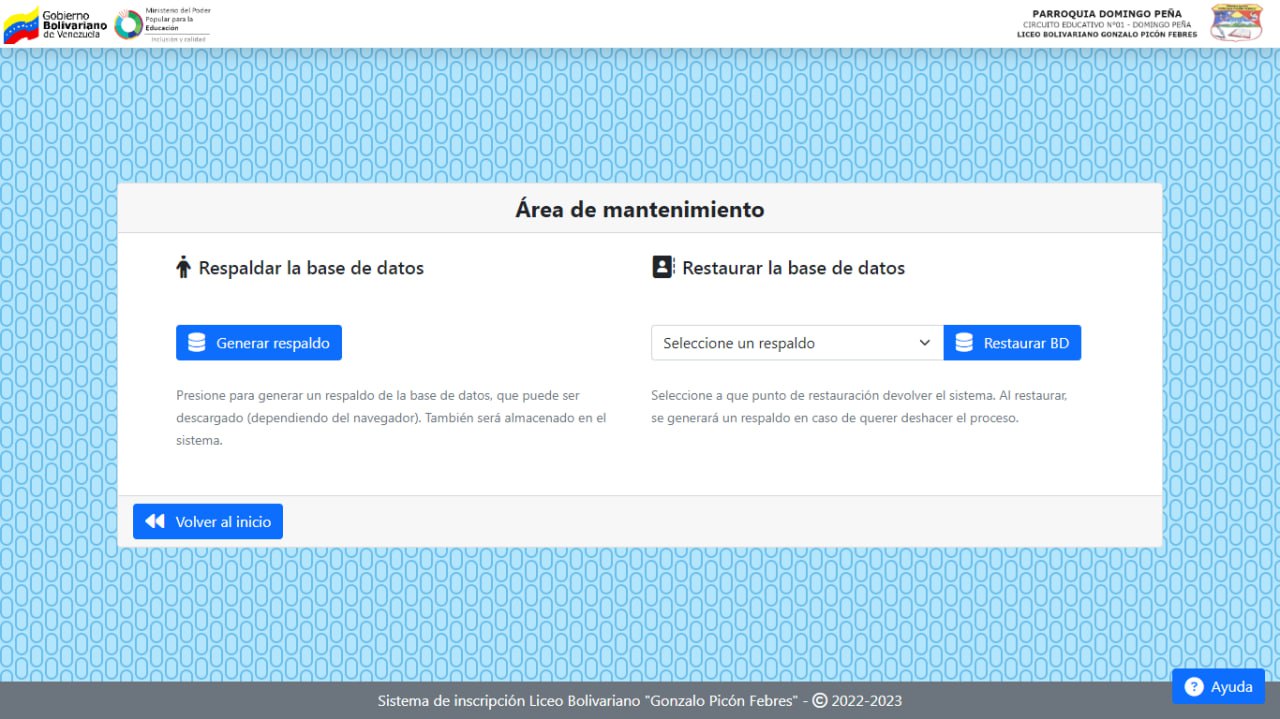 Gobierno
Bolivariano
de Venezuela
Ministerio del Poder
Popular para la
Educación
Inclusión y calidad
PARROQUIA DOMINGO PEÑA
CIRCUITO EDUCATIVO Nº01 - DOMINGO PEÑA
LICEO BOLIVARIANO GONZALO PICÓN FEBRES
Área de mantenimiento
Respaldar la base de datos
Generar respaldo
Presione para generar un respaldo de la base de datos, que puede ser
descargado (dependiendo del navegador). También será almacenado en el
sistema.
Restaurar la base de datos
Seleccione un respaldo
Restaurar BD
Seleccione a que punto de restauración devolver el sistema. Al restaurar,
se generará un respaldo en caso de querer deshacer el proceso.
Volver al inicio
Ayuda
Sistema de inscripción Liceo Bolivariano "Gonzalo Picón Febres" - © 2022-2023